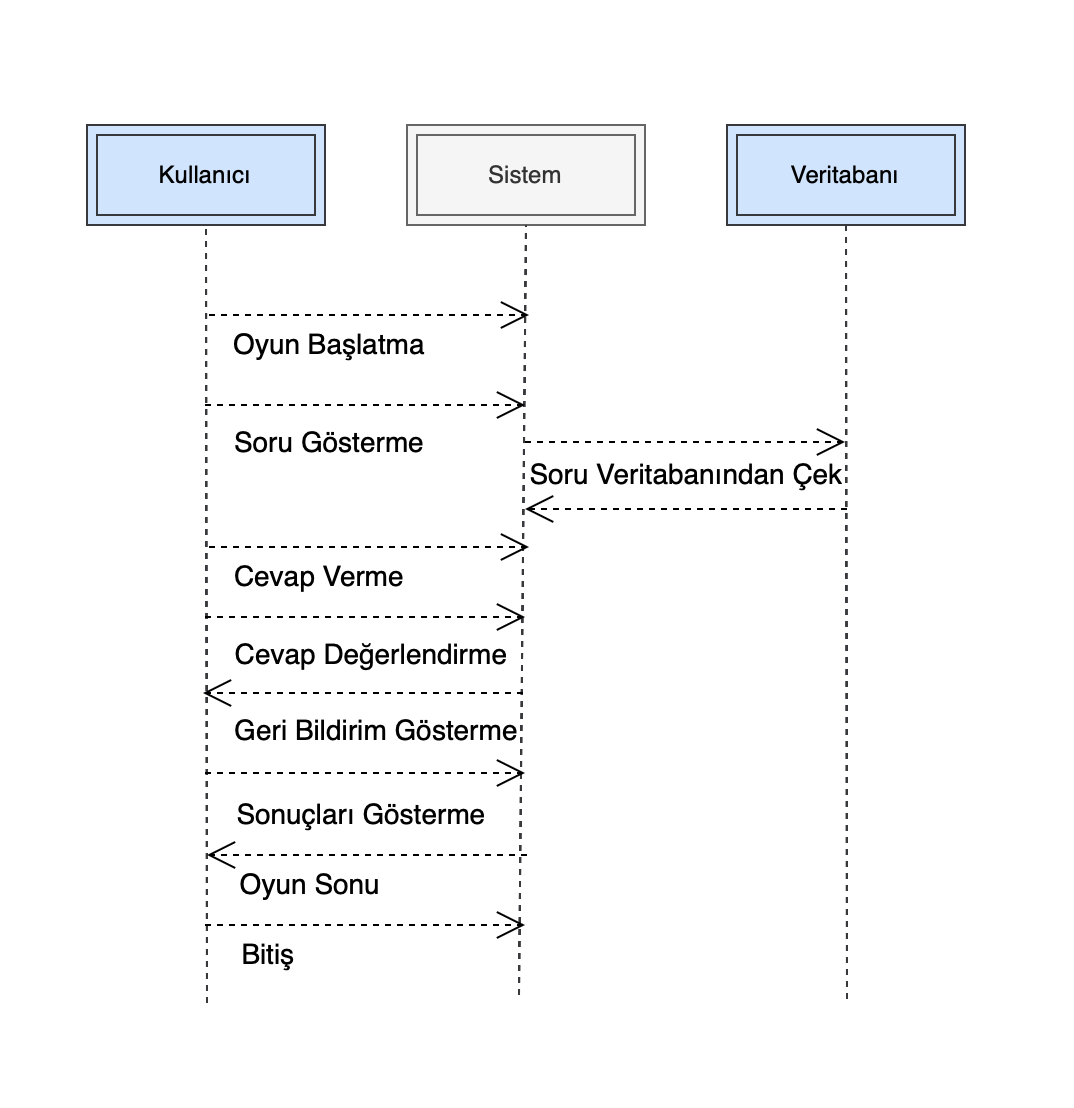 Kullanıcı
Sistem
Veritabanı
Oyun Başlatma
Soru Gösterme
Soru Veritabanından Çek
Cevap Verme
Cevap Değerlendirme
Geri Bildirim Gösterme
Sonuçları Gösterme
Oyun Sonu
Bitiş